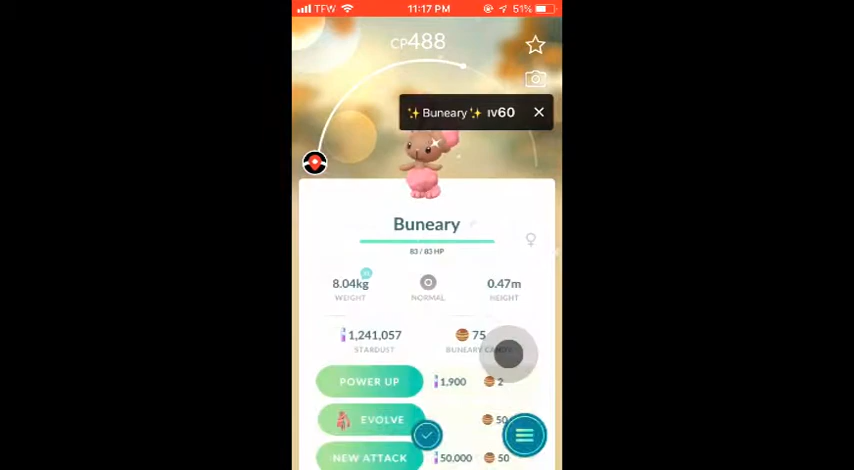 TFW 11:17 PM 51%
CP488
✨Buneary✨ IV60 ×
Buneary
83 / 83 HP
8.04kg NORMAL 0.47m
WEIGHT HEIGHT
1,241,057 75
STARDUST BUNEARY CANDY
POWER UP 1,900 2
EVOLVE 50
NEW ATTACK 50,000 50